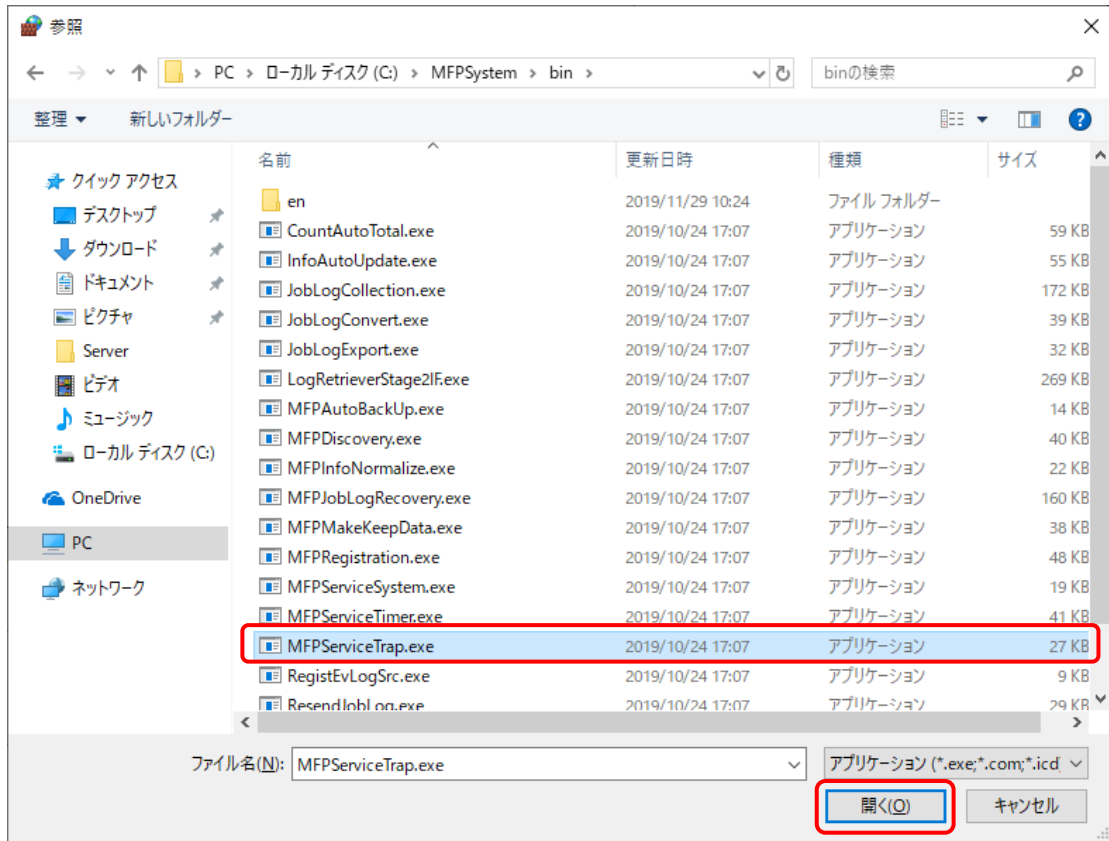 参照
PC › ローカル ディスク (C:) › MFPSystem › bin ›
binの検索
整理 新しいフォルダー
名前 更新日時 種類 サイズ
クイック アクセス
デスクトップ
ダウンロード
ドキュメント
ピクチャ
Server
ビデオ
ミュージック
ローカル ディスク (C:)
OneDrive
PC
ネットワーク
en 2019/11/29 10:24 ファイル フォルダー
CountAutoTotal.exe 2019/10/24 17:07 アプリケーション 59 KB
InfoAutoUpdate.exe 2019/10/24 17:07 アプリケーション 55 KB
JobLogCollection.exe 2019/10/24 17:07 アプリケーション 172 KB
JobLogConvert.exe 2019/10/24 17:07 アプリケーション 39 KB
JobLogExport.exe 2019/10/24 17:07 アプリケーション 32 KB
LogRetrieverStage2IF.exe 2019/10/24 17:07 アプリケーション 269 KB
MFPAutoBackUp.exe 2019/10/24 17:07 アプリケーション 14 KB
MFPDiscovery.exe 2019/10/24 17:07 アプリケーション 40 KB
MFPInfoNormalize.exe 2019/10/24 17:07 アプリケーション 22 KB
MFPJobLogRecovery.exe 2019/10/24 17:07 アプリケーション 160 KB
MFPMakeKeepData.exe 2019/10/24 17:07 アプリケーション 38 KB
MFPRegistration.exe 2019/10/24 17:07 アプリケーション 48 KB
MFPServiceSystem.exe 2019/10/24 17:07 アプリケーション 19 KB
MFPServiceTimer.exe 2019/10/24 17:07 アプリケーション 41 KB
MFPServiceTrap.exe 2019/10/24 17:07 アプリケーション 27 KB
RegistEvLogSrc.exe 2019/10/24 17:07 アプリケーション 9 KB
ResendJobLog.exe 2019/10/24 17:07 アプリケーション 29 KB
ファイル名(N): MFPServiceTrap.exe
アプリケーション (*.exe;*.com;*.icd
開く(O) キャンセル